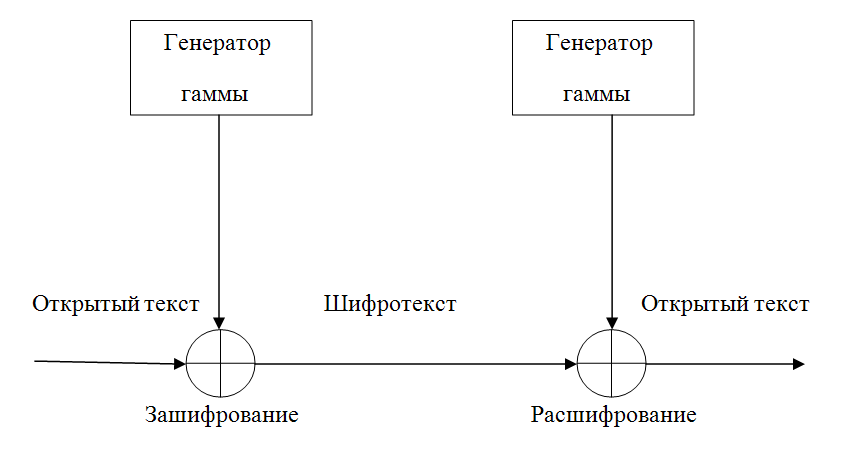 Генератор
гаммы
Генератор
гаммы
Открытый текст
Шифротекст
Открытый текст
Зашифрование
Расшифрование